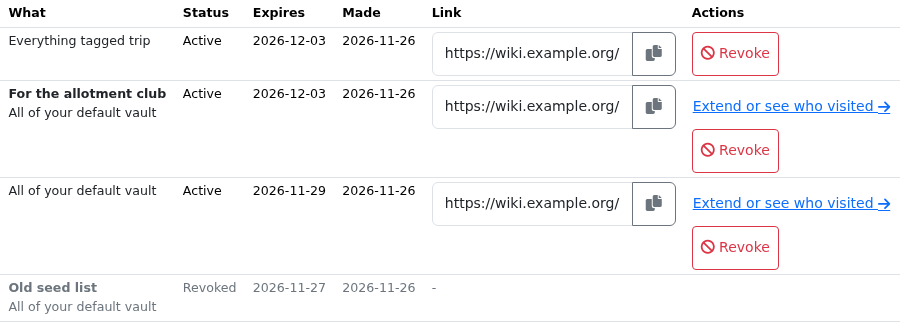 What Status Expires Made Link Actions
Everything tagged trip Active 2026-12-03 2026-11-26 https://wiki.example.org/ Revoke
For the allotment club Active 2026-12-03 2026-11-26 https://wiki.example.org/ Extend or see who visited →
All of your default vault
Revoke
All of your default vault Active 2026-11-29 2026-11-26 https://wiki.example.org/ Extend or see who visited →
Revoke
Old seed list Revoked 2026-11-27 2026-11-26 -
All of your default vault